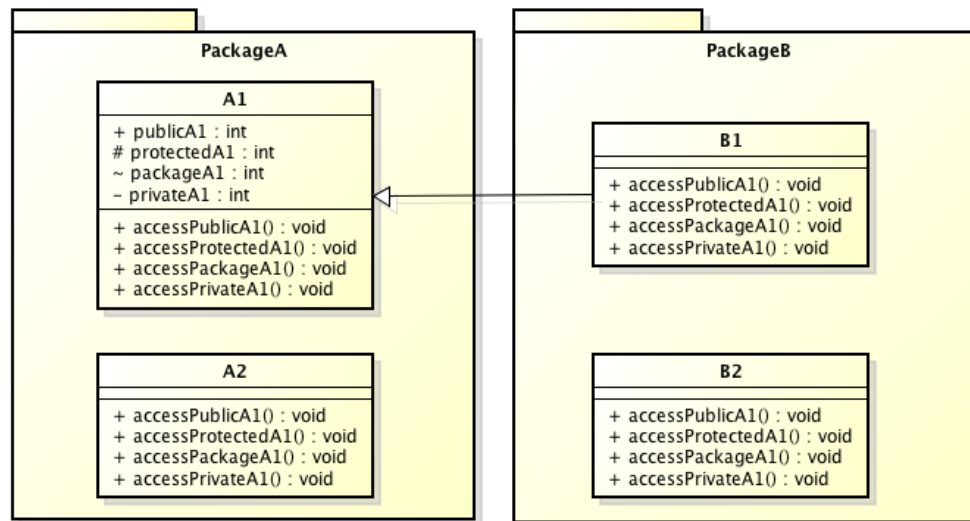 PackageA
A1
+ publicA1 : int
# protectedA1 : int
~ packageA1 : int
- privateA1 : int
+ accessPublicA1() : void
+ accessProtectedA1() : void
+ accessPackageA1() : void
+ accessPrivateA1() : void
A2
+ accessPublicA1() : void
+ accessProtectedA1() : void
+ accessPackageA1() : void
+ accessPrivateA1() : void
PackageB
B1
+ accessPublicA1() : void
+ accessProtectedA1() : void
+ accessPackageA1() : void
+ accessPrivateA1() : void
B2
+ accessPublicA1() : void
+ accessProtectedA1() : void
+ accessPackageA1() : void
+ accessPrivateA1() : void